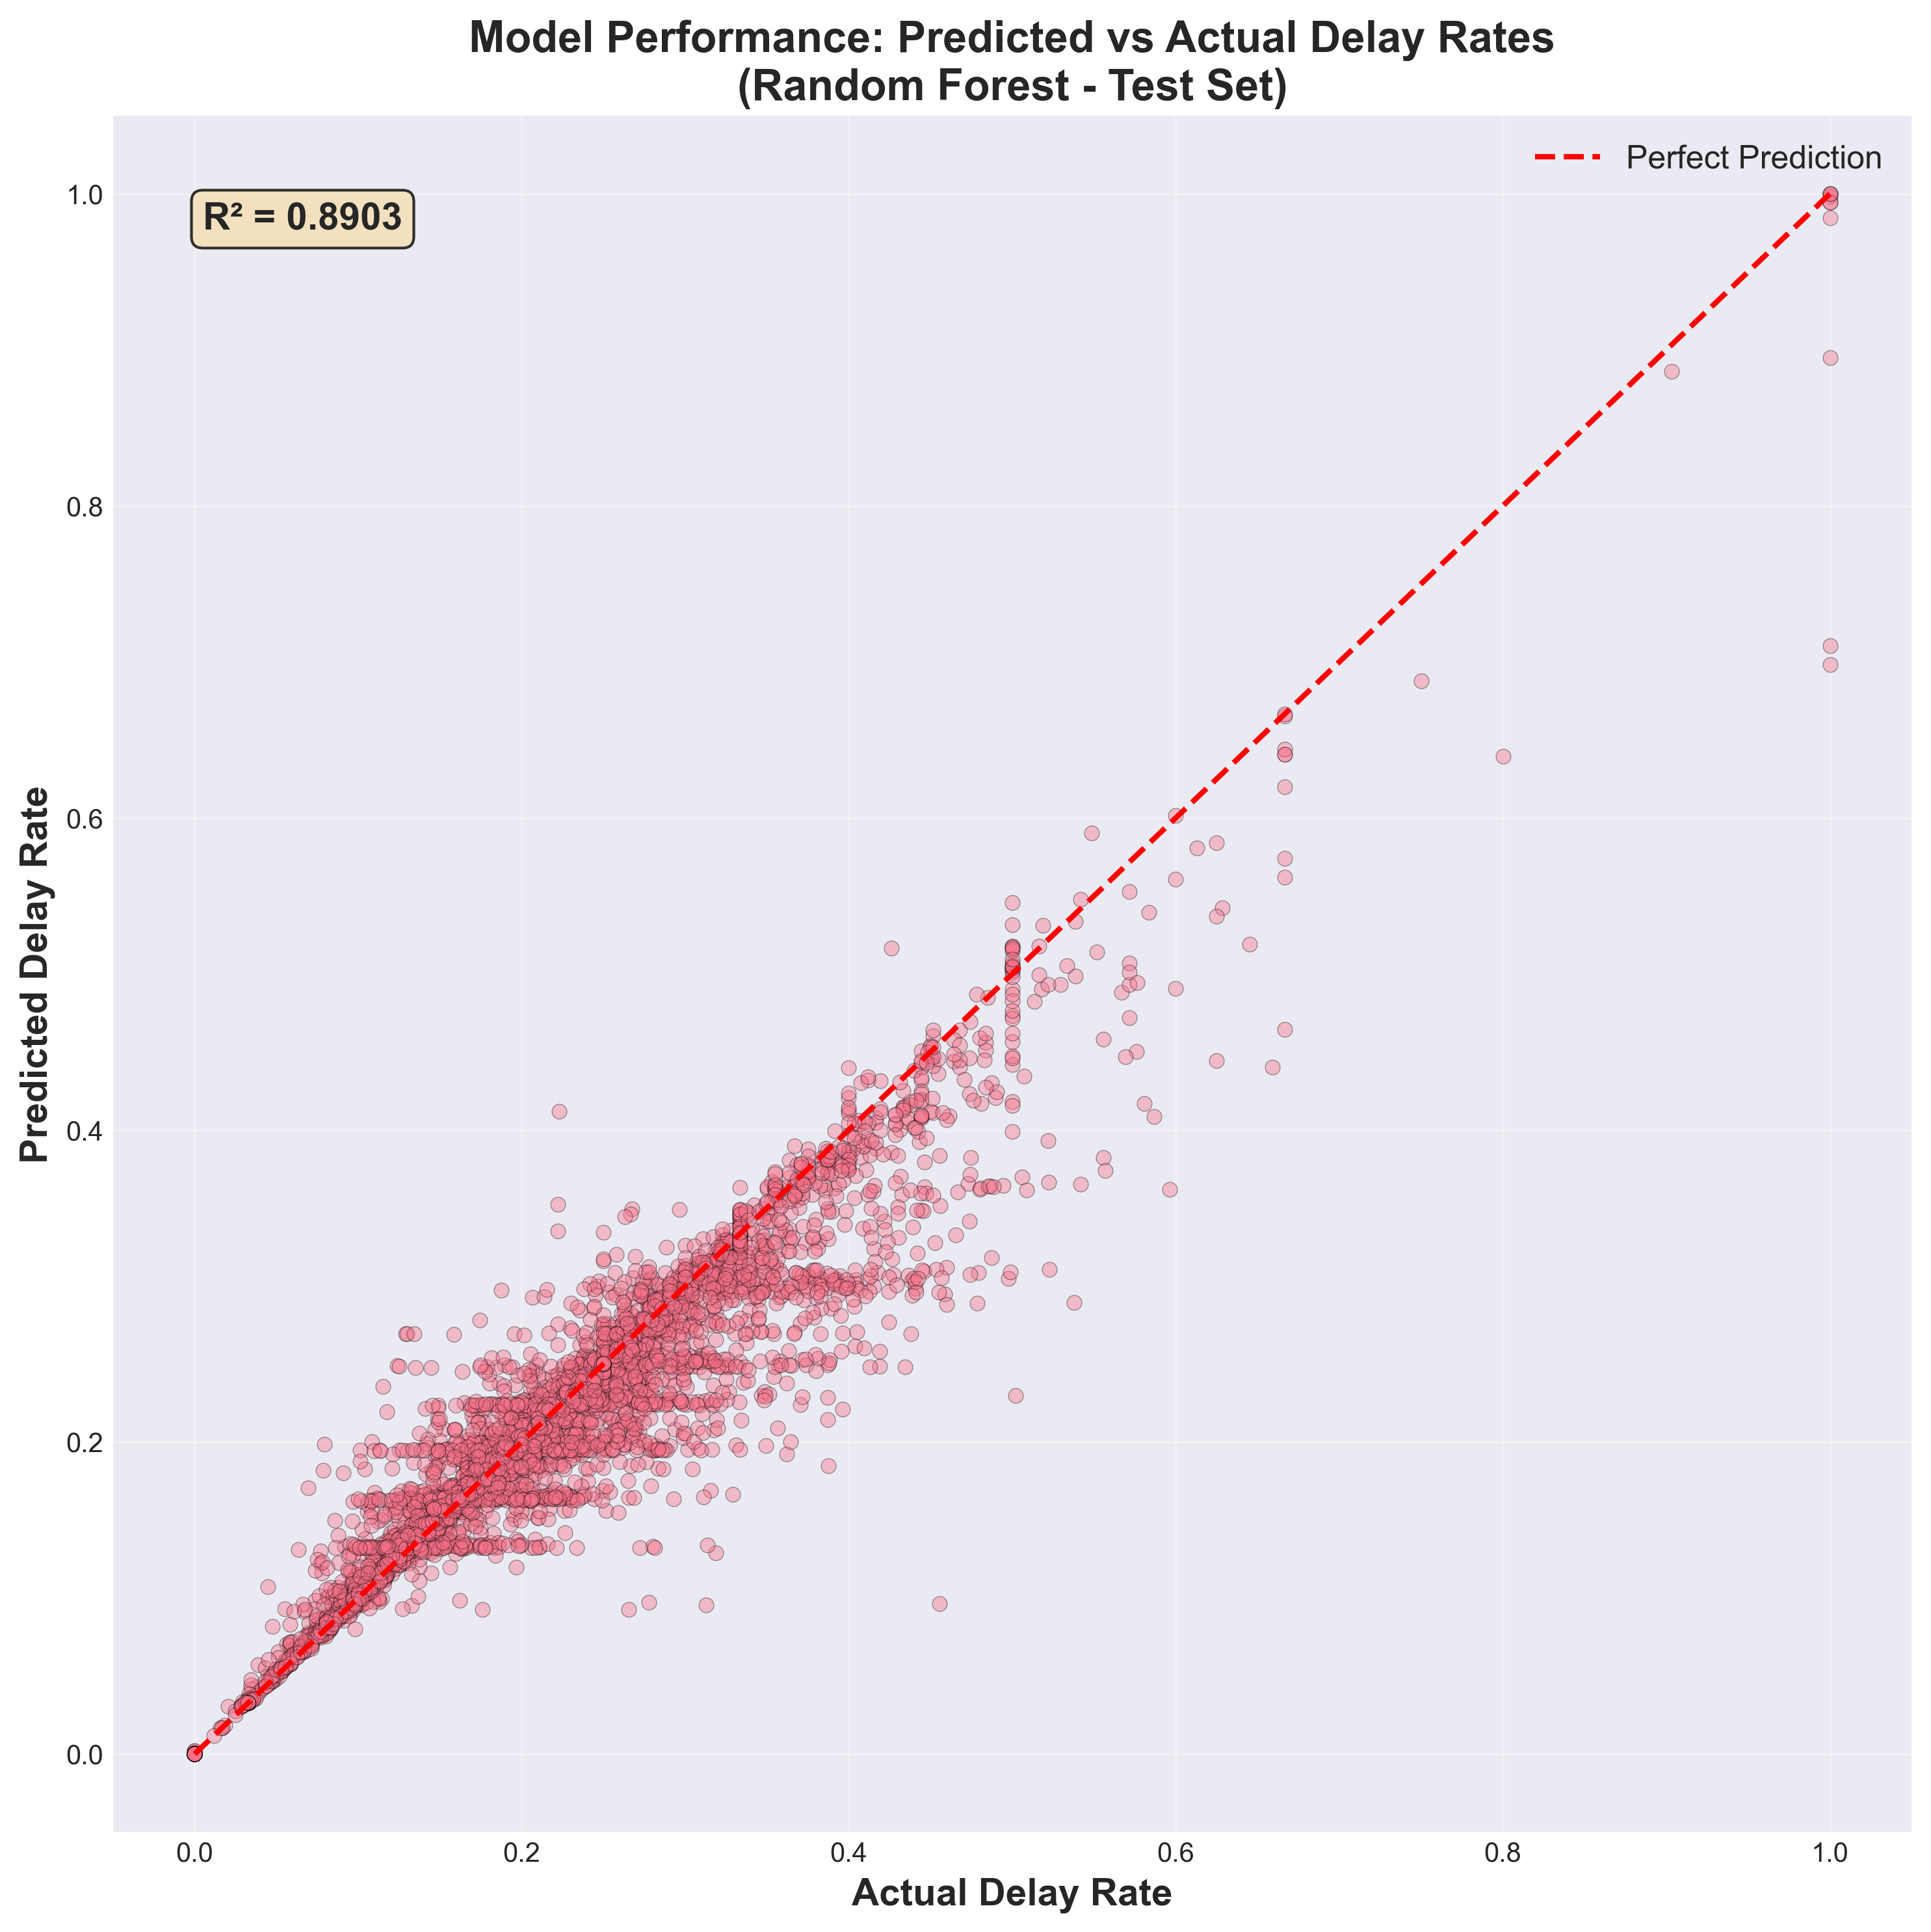 Model Performance: Predicted vs Actual Delay Rates
(Random Forest - Test Set)
Perfect Prediction
R² = 0.8903
1.0
0.8
0.6
0.4
0.2
0.0
Predicted Delay Rate
0.0 0.2 0.4 0.6 0.8 1.0
Actual Delay Rate